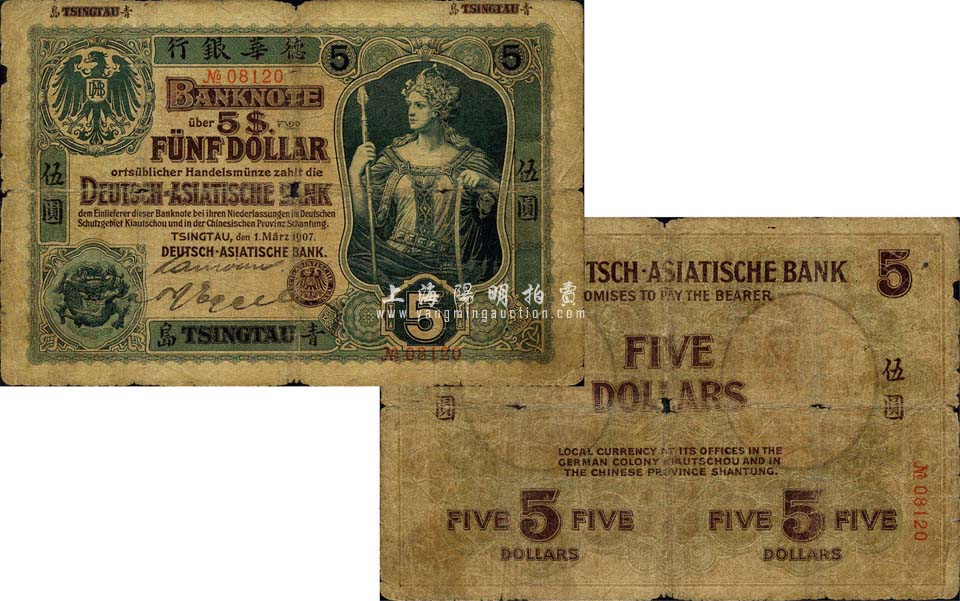 島 TSINGTAU 青
島 TSINGTAU 青
行銀華德
DAB
№ 08120
5
5
BANKNOTE
über 5 $.
FÜNF DOLLAR
ortsüblicher Handelsmünze zahlt die
DEUTSCH-ASIATISCHE BANK
dem Einlieferer dieser Banknote bei ihren Niederlassungen im Deutschen
Schutzgebiet Kiautschou und in der Chinesischen Provinz Schantung.
TSINGTAU, den 1. März 1907.
DEUTSCH-ASIATISCHE BANK.
伍圓
伍圓
5
島 TSINGTAU 青
№ 08120
上海陽明拍賣
www.yangmingauction.com
TSCH-ASIATISCHE BANK
OMISES TO PAY THE BEARER
5
FIVE
DOLLARS
伍圓
圓
LOCAL CURRENCY AT ITS OFFICES IN THE
GERMAN COLONY KIAUTSCHOU AND IN
THE CHINESE PROVINCE SHANTUNG.
№ 08120
FIVE 5 FIVE
DOLLARS
FIVE 5 FIVE
DOLLARS